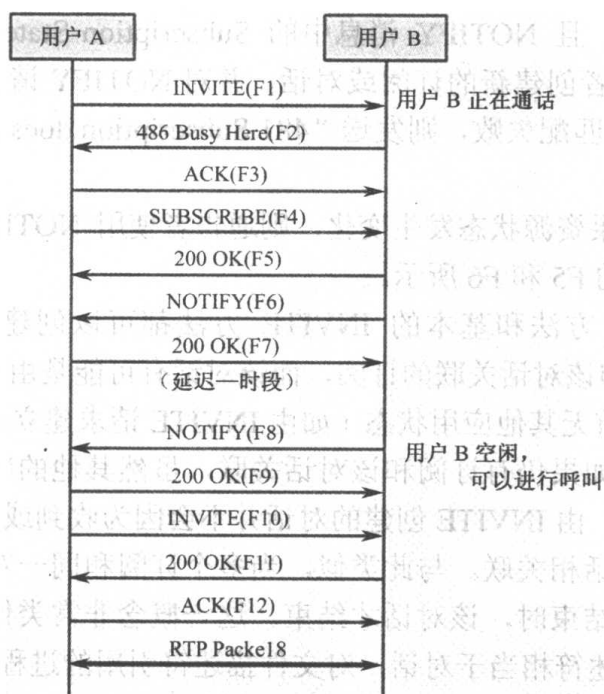 用户 A
用户 B
INVITE(F1)
用户 B 正在通话
486 Busy Here(F2)
ACK(F3)
SUBSCRIBE(F4)
200 OK(F5)
NOTIFY(F6)
200 OK(F7)
（延迟一时段）
NOTIFY(F8)
用户 B 空闲，
可以进行呼叫
200 OK(F9)
INVITE(F10)
200 OK(F11)
ACK(F12)
RTP Packe18